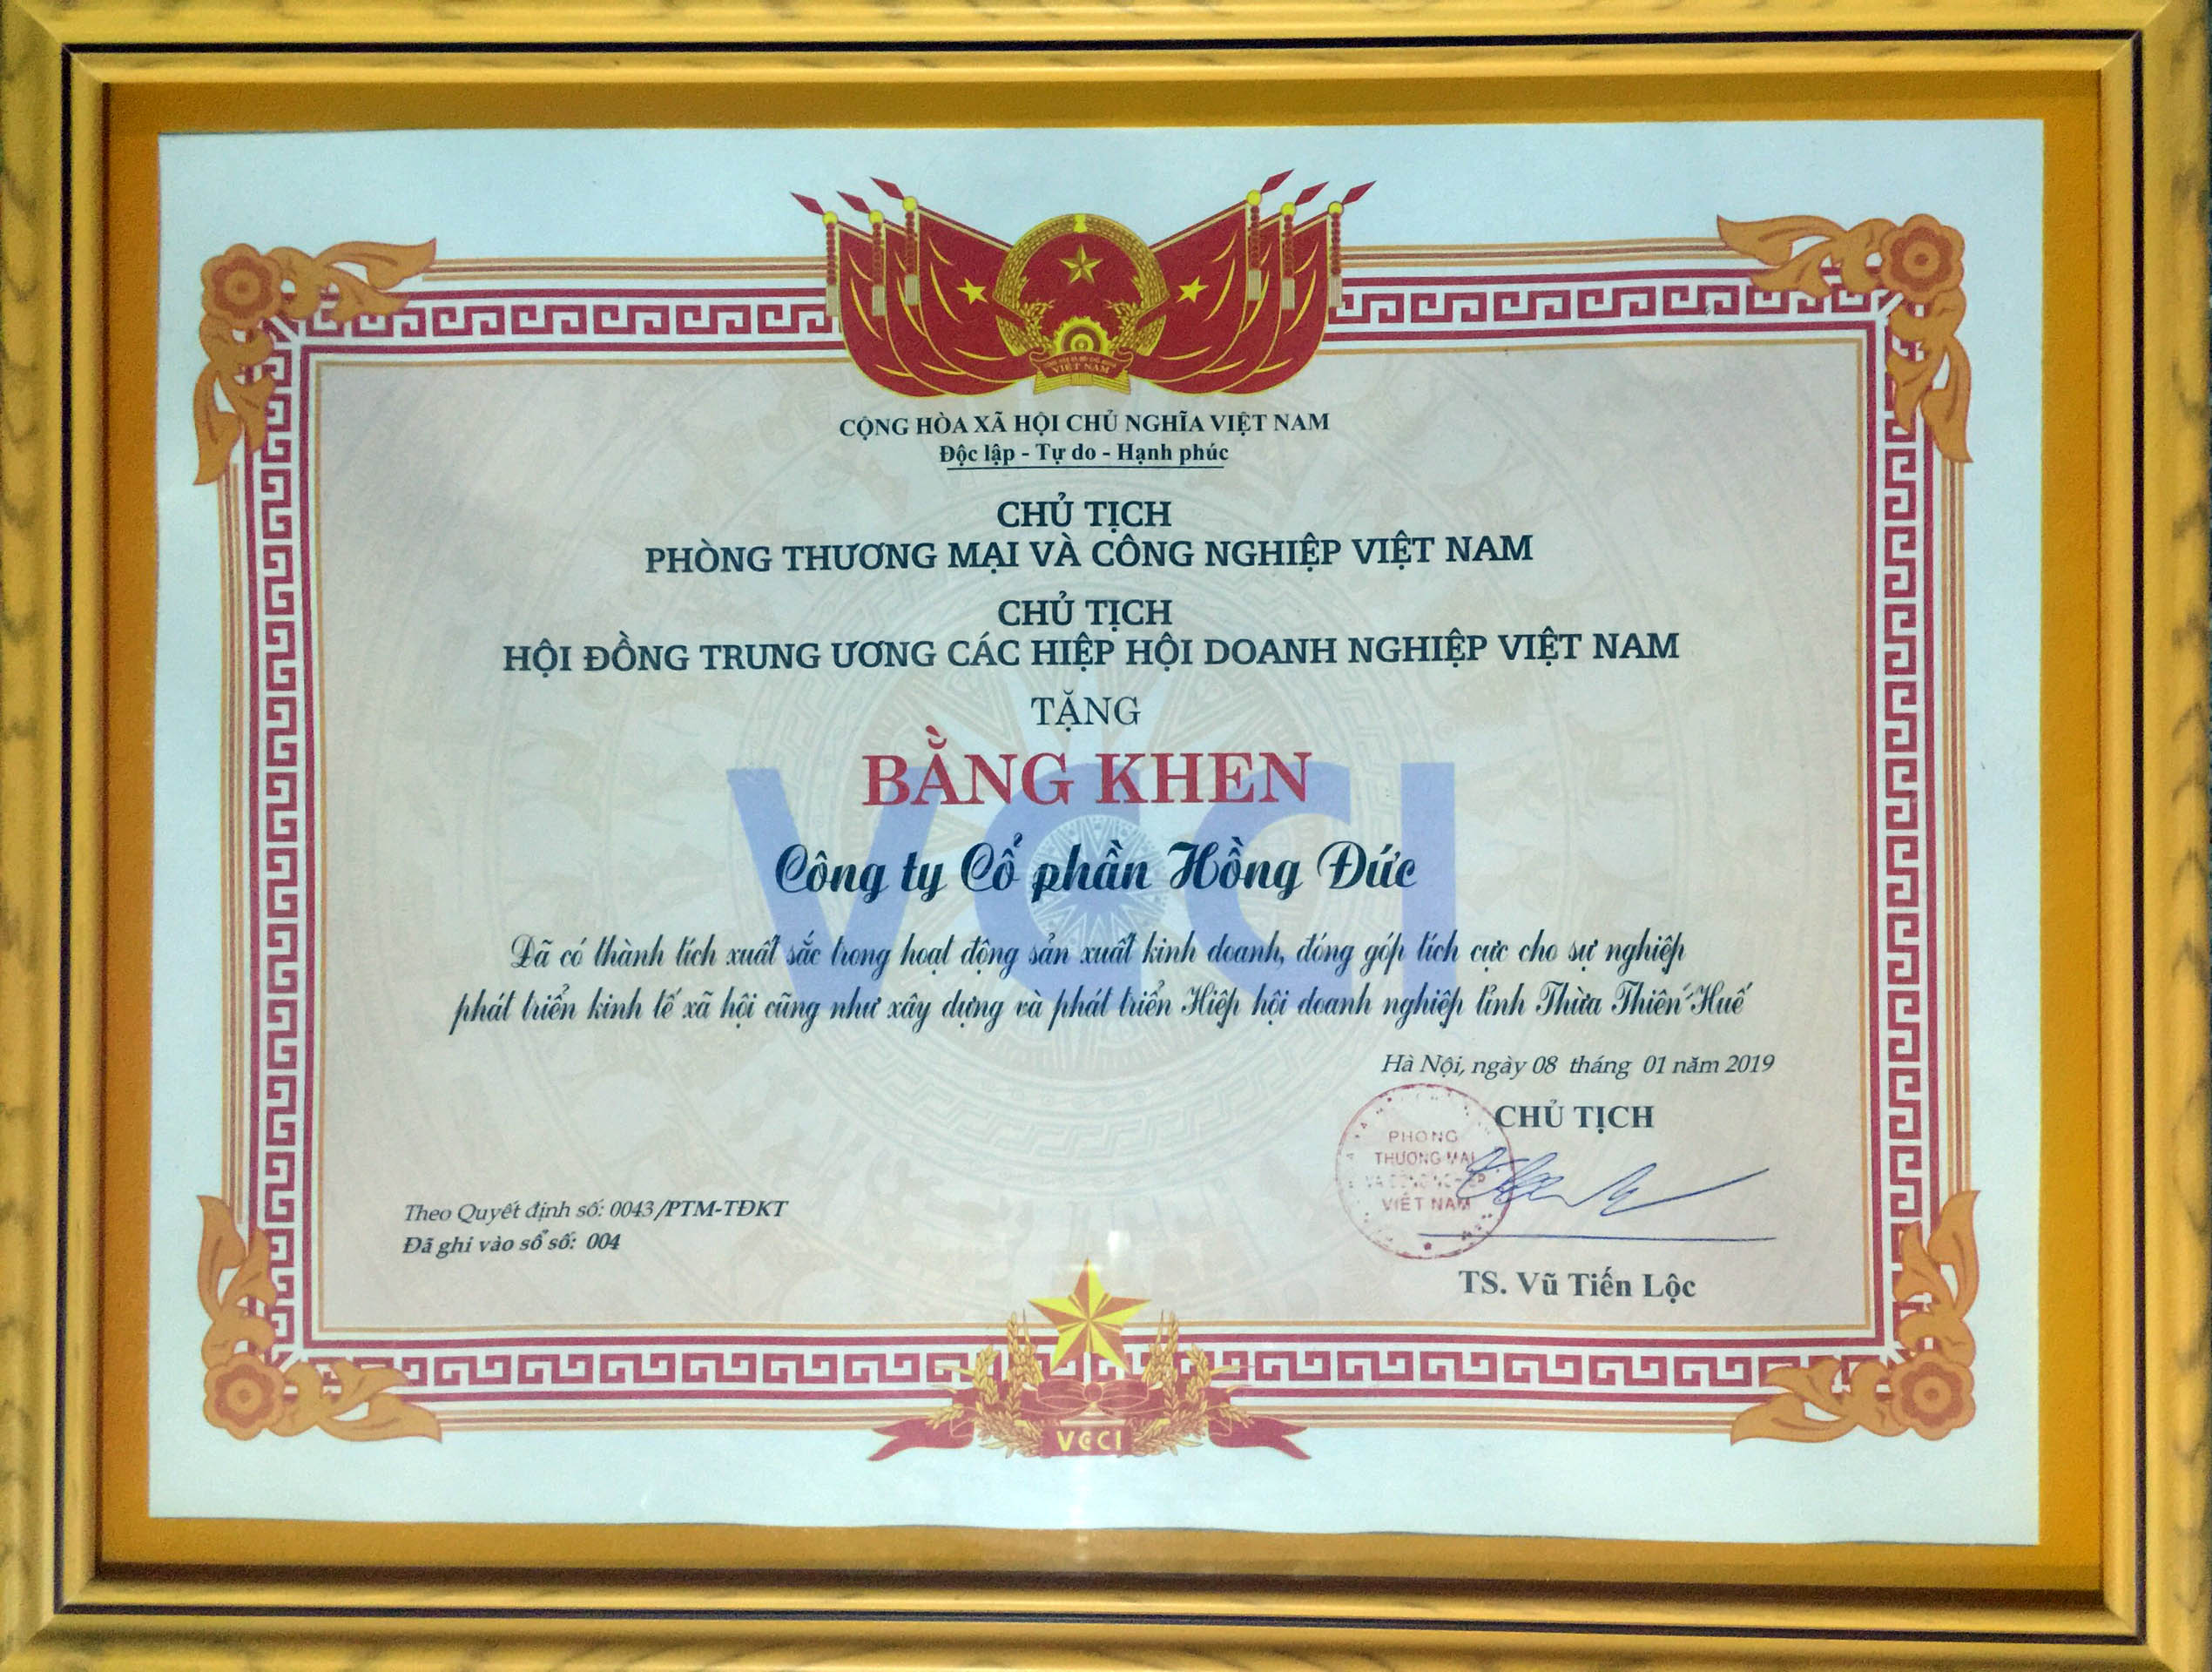 VIỆT NAM
CỘNG HÒA XÃ HỘI CHỦ NGHĨA VIỆT NAM
Độc lập - Tự do - Hạnh phúc
CHỦ TỊCH
PHÒNG THƯƠNG MẠI VÀ CÔNG NGHIỆP VIỆT NAM
CHỦ TỊCH
HỘI ĐỒNG TRUNG ƯƠNG CÁC HIỆP HỘI DOANH NGHIỆP VIỆT NAM
TẶNG
BẰNG KHEN
VCCI
Công ty Cổ phần Hồng Đức
Đã có thành tích xuất sắc trong hoạt động sản xuất kinh doanh, đóng góp tích cực cho sự nghiệp
phát triển kinh tế xã hội cũng như xây dựng và phát triển Hiệp hội doanh nghiệp tỉnh Thừa Thiên Huế
Hà Nội, ngày 08 tháng 01 năm 2019
CHỦ TỊCH
PHÒNG
THƯƠNG MẠI
VÀ CÔNG NGHIỆP
VIỆT NAM
Theo Quyết định số: 0043/PTM-TĐKT
Đã ghi vào sổ số: 004
TS. Vũ Tiến Lộc
VCCI